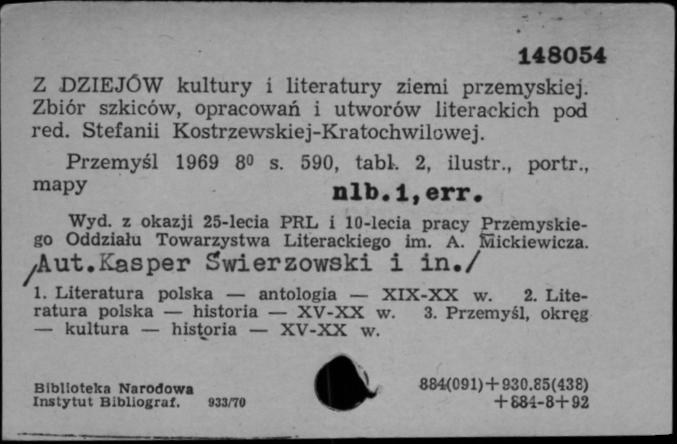 148054
Z DZIEJÓW kultury i literatury ziemi przemyskiej.
Zbiór szkiców, opracowań i utworów literackich pod
red. Stefanii Kostrzewskiej-Kratochwilowej.
Przemyśl 1969 8⁰ s. 590, tabl. 2, ilustr., portr.,
mapy nlb.1,err.
Wyd. z okazji 25-lecia PRL i 10-lecia pracy Przemyskie-
go Oddziału Towarzystwa Literackiego im. A. Mickiewicza.
/Aut.Kasper Świerzowski i in./
1. Literatura polska — antologia — XIX-XX w. 2. Lite-
ratura polska — historia — XV-XX w. 3. Przemyśl, okręg
— kultura — historia — XV-XX w.
Biblioteka Narodowa 884(091)+930.85(438)
Instytut Bibliograf. 933/70 +884-8+92